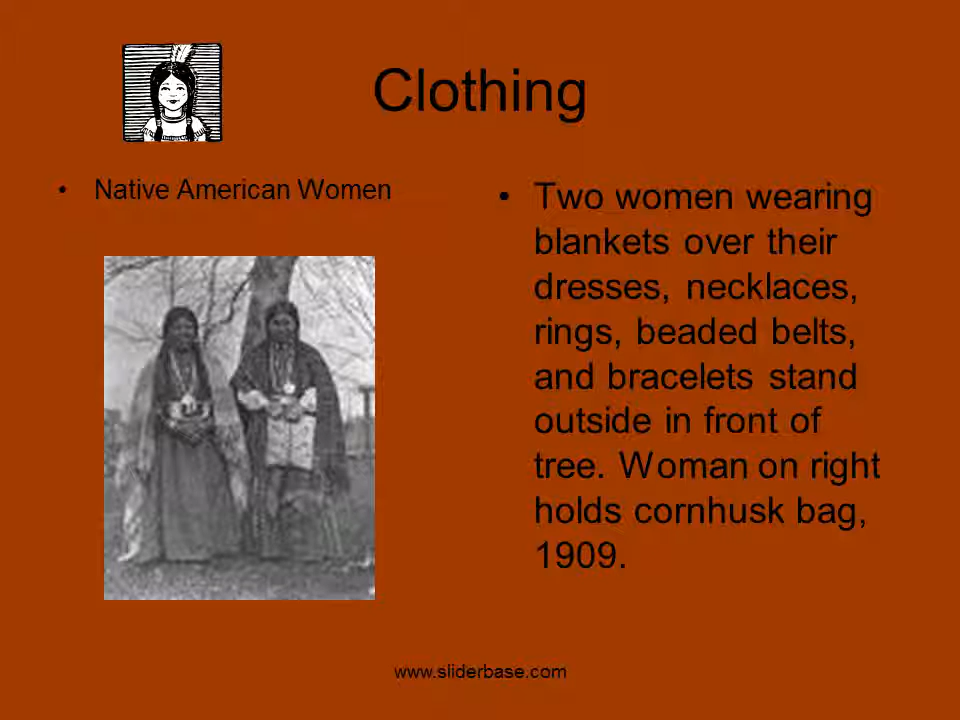 Clothing
• Native American Women
• Two women wearing
blankets over their
dresses, necklaces,
rings, beaded belts,
and bracelets stand
outside in front of
tree. Woman on right
holds cornhusk bag,
1909.
www.sliderbase.com